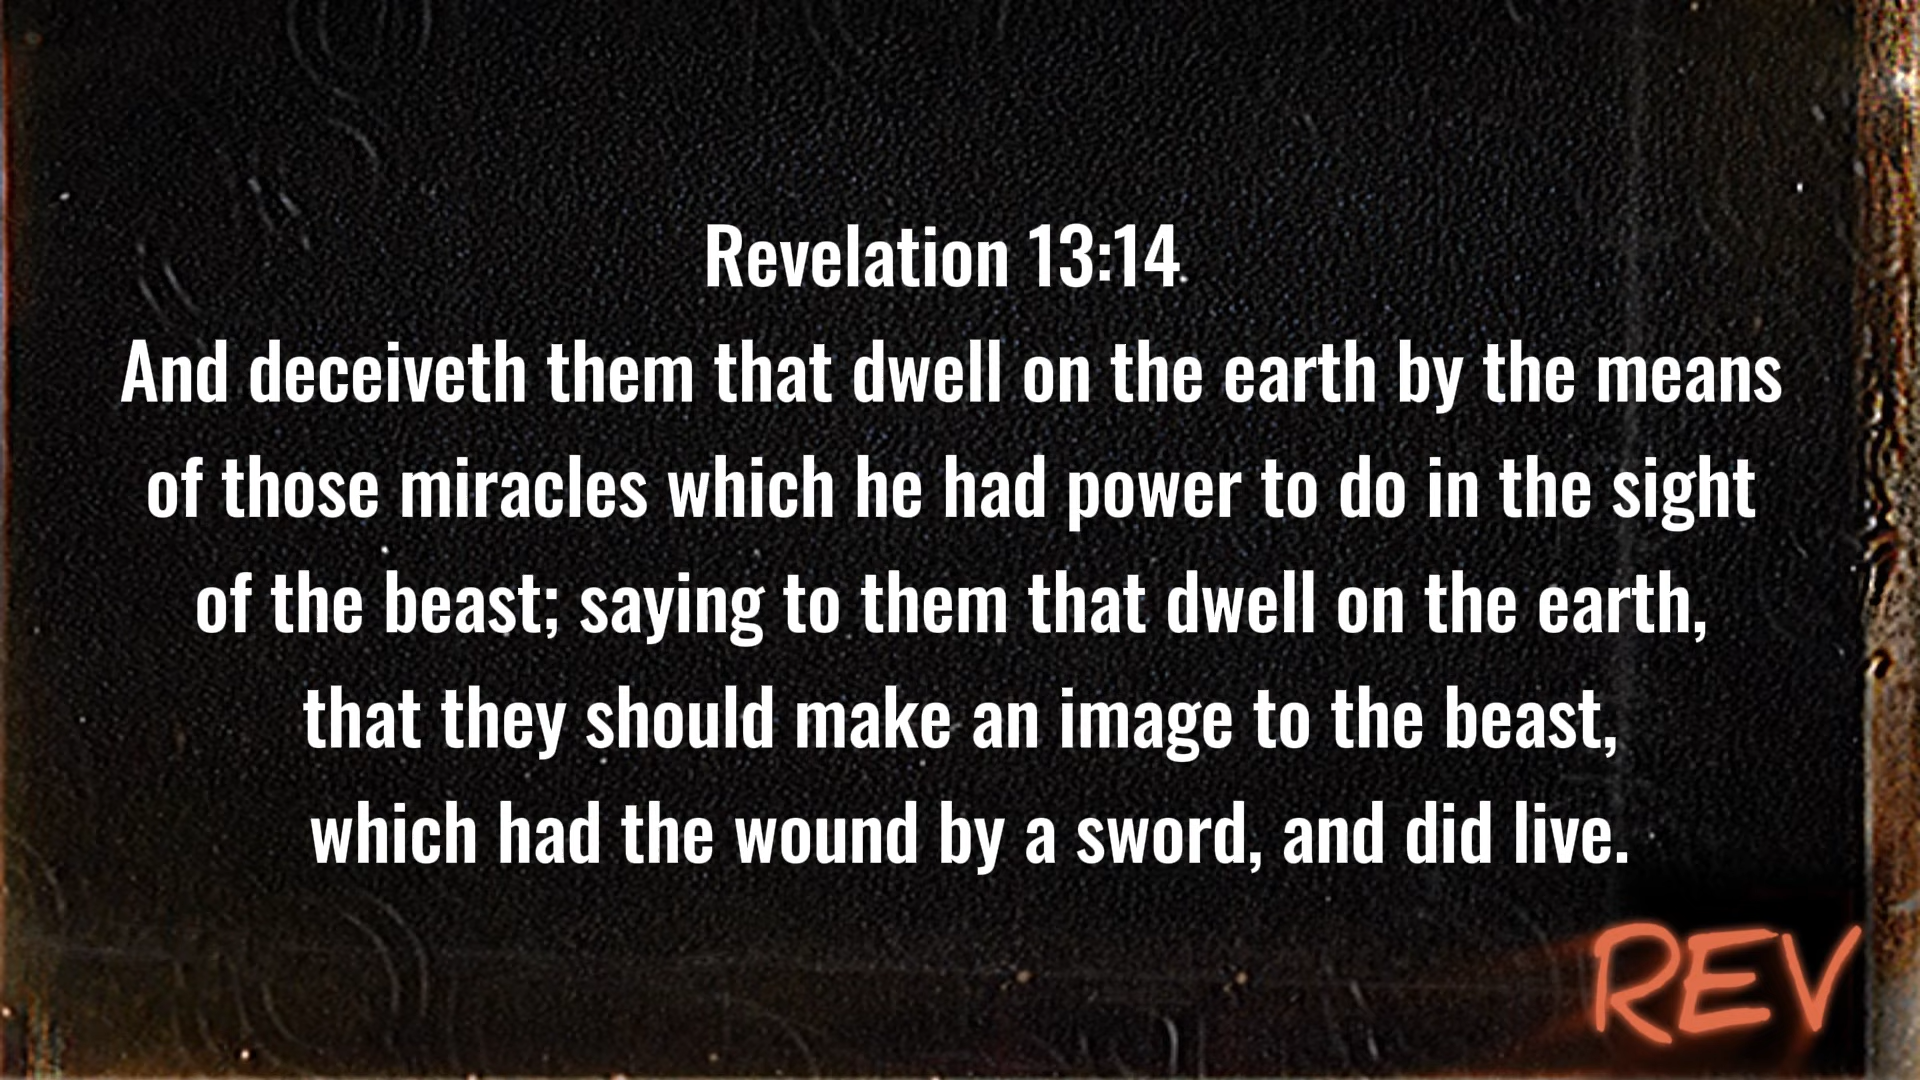 Revelation 13:14
And deceiveth them that dwell on the earth by the means
of those miracles which he had power to do in the sight
of the beast; saying to them that dwell on the earth,
that they should make an image to the beast,
which had the wound by a sword, and did live.
REV